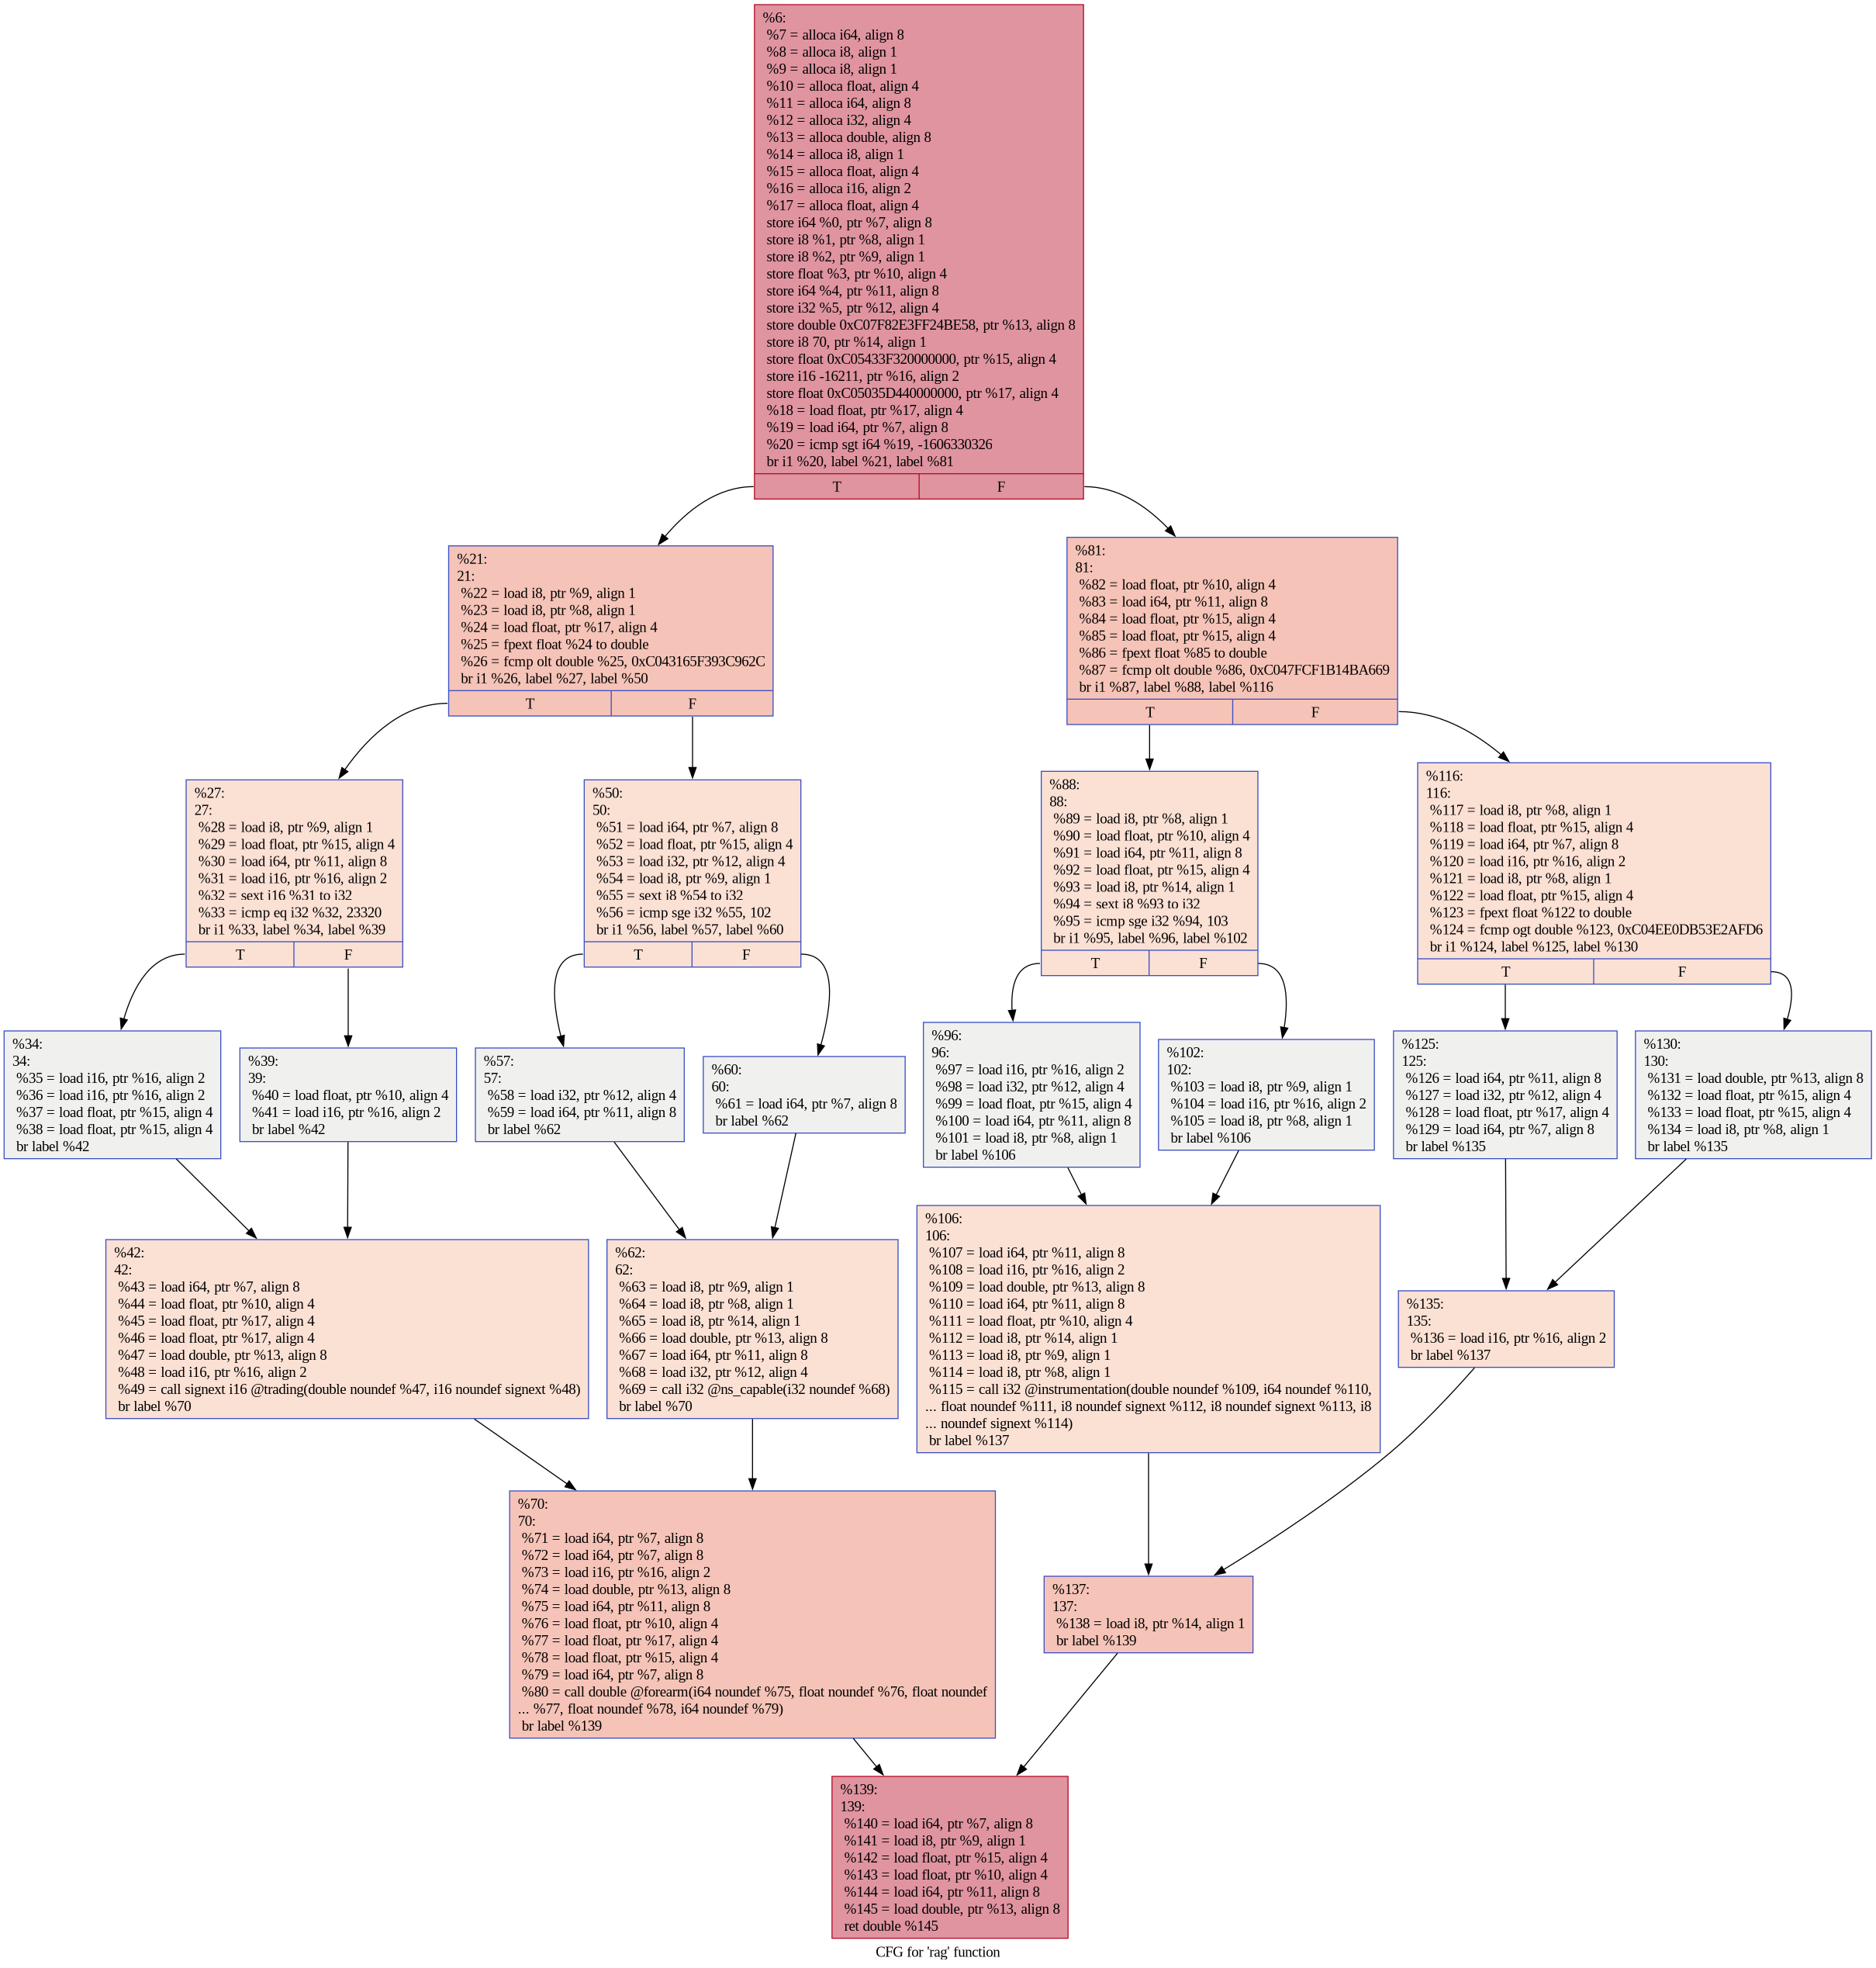 %6:
%7 = alloca i64, align 8
%8 = alloca i8, align 1
%9 = alloca i8, align 1
%10 = alloca float, align 4
%11 = alloca i64, align 8
%12 = alloca i32, align 4
%13 = alloca double, align 8
%14 = alloca i8, align 1
%15 = alloca float, align 4
%16 = alloca i16, align 2
%17 = alloca float, align 4
store i64 %0, ptr %7, align 8
store i8 %1, ptr %8, align 1
store i8 %2, ptr %9, align 1
store float %3, ptr %10, align 4
store i64 %4, ptr %11, align 8
store i32 %5, ptr %12, align 4
store double 0xC07F82E3FF24BE58, ptr %13, align 8
store i8 70, ptr %14, align 1
store float 0xC05433F320000000, ptr %15, align 4
store i16 -16211, ptr %16, align 2
store float 0xC05035D440000000, ptr %17, align 4
%18 = load float, ptr %17, align 4
%19 = load i64, ptr %7, align 8
%20 = icmp sgt i64 %19, -1606330326
br i1 %20, label %21, label %81
T F
%21:
21:
%22 = load i8, ptr %9, align 1
%23 = load i8, ptr %8, align 1
%24 = load float, ptr %17, align 4
%25 = fpext float %24 to double
%26 = fcmp olt double %25, 0xC043165F393C962C
br i1 %26, label %27, label %50
T F
%81:
81:
%82 = load float, ptr %10, align 4
%83 = load i64, ptr %11, align 8
%84 = load float, ptr %15, align 4
%85 = load float, ptr %15, align 4
%86 = fpext float %85 to double
%87 = fcmp olt double %86, 0xC047FCF1B14BA669
br i1 %87, label %88, label %116
T F
%27:
27:
%28 = load i8, ptr %9, align 1
%29 = load float, ptr %15, align 4
%30 = load i64, ptr %11, align 8
%31 = load i16, ptr %16, align 2
%32 = sext i16 %31 to i32
%33 = icmp eq i32 %32, 23320
br i1 %33, label %34, label %39
T F
%50:
50:
%51 = load i64, ptr %7, align 8
%52 = load float, ptr %15, align 4
%53 = load i32, ptr %12, align 4
%54 = load i8, ptr %9, align 1
%55 = sext i8 %54 to i32
%56 = icmp sge i32 %55, 102
br i1 %56, label %57, label %60
T F
%88:
88:
%89 = load i8, ptr %8, align 1
%90 = load float, ptr %10, align 4
%91 = load i64, ptr %11, align 8
%92 = load float, ptr %15, align 4
%93 = load i8, ptr %14, align 1
%94 = sext i8 %93 to i32
%95 = icmp sge i32 %94, 103
br i1 %95, label %96, label %102
T F
%116:
116:
%117 = load i8, ptr %8, align 1
%118 = load float, ptr %15, align 4
%119 = load i64, ptr %7, align 8
%120 = load i16, ptr %16, align 2
%121 = load i8, ptr %8, align 1
%122 = load float, ptr %15, align 4
%123 = fpext float %122 to double
%124 = fcmp ogt double %123, 0xC04EE0DB53E2AFD6
br i1 %124, label %125, label %130
T F
%34:
34:
%35 = load i16, ptr %16, align 2
%36 = load i16, ptr %16, align 2
%37 = load float, ptr %15, align 4
%38 = load float, ptr %15, align 4
br label %42
%39:
39:
%40 = load float, ptr %10, align 4
%41 = load i16, ptr %16, align 2
br label %42
%57:
57:
%58 = load i32, ptr %12, align 4
%59 = load i64, ptr %11, align 8
br label %62
%60:
60:
%61 = load i64, ptr %7, align 8
br label %62
%96:
96:
%97 = load i16, ptr %16, align 2
%98 = load i32, ptr %12, align 4
%99 = load float, ptr %15, align 4
%100 = load i64, ptr %11, align 8
%101 = load i8, ptr %8, align 1
br label %106
%102:
102:
%103 = load i8, ptr %9, align 1
%104 = load i16, ptr %16, align 2
%105 = load i8, ptr %8, align 1
br label %106
%125:
125:
%126 = load i64, ptr %11, align 8
%127 = load i32, ptr %12, align 4
%128 = load float, ptr %17, align 4
%129 = load i64, ptr %7, align 8
br label %135
%130:
130:
%131 = load double, ptr %13, align 8
%132 = load float, ptr %15, align 4
%133 = load float, ptr %15, align 4
%134 = load i8, ptr %8, align 1
br label %135
%42:
42:
%43 = load i64, ptr %7, align 8
%44 = load float, ptr %10, align 4
%45 = load float, ptr %17, align 4
%46 = load float, ptr %17, align 4
%47 = load double, ptr %13, align 8
%48 = load i16, ptr %16, align 2
%49 = call signext i16 @trading(double noundef %47, i16 noundef signext %48)
br label %70
%62:
62:
%63 = load i8, ptr %9, align 1
%64 = load i8, ptr %8, align 1
%65 = load i8, ptr %14, align 1
%66 = load double, ptr %13, align 8
%67 = load i64, ptr %11, align 8
%68 = load i32, ptr %12, align 4
%69 = call i32 @ns_capable(i32 noundef %68)
br label %70
%106:
106:
%107 = load i64, ptr %11, align 8
%108 = load i16, ptr %16, align 2
%109 = load double, ptr %13, align 8
%110 = load i64, ptr %11, align 8
%111 = load float, ptr %10, align 4
%112 = load i8, ptr %14, align 1
%113 = load i8, ptr %9, align 1
%114 = load i8, ptr %8, align 1
%115 = call i32 @instrumentation(double noundef %109, i64 noundef %110,
... float noundef %111, i8 noundef signext %112, i8 noundef signext %113, i8
... noundef signext %114)
br label %137
%135:
135:
%136 = load i16, ptr %16, align 2
br label %137
%70:
70:
%71 = load i64, ptr %7, align 8
%72 = load i64, ptr %7, align 8
%73 = load i16, ptr %16, align 2
%74 = load double, ptr %13, align 8
%75 = load i64, ptr %11, align 8
%76 = load float, ptr %10, align 4
%77 = load float, ptr %17, align 4
%78 = load float, ptr %15, align 4
%79 = load i64, ptr %7, align 8
%80 = call double @forearm(i64 noundef %75, float noundef %76, float noundef
... %77, float noundef %78, i64 noundef %79)
br label %139
%137:
137:
%138 = load i8, ptr %14, align 1
br label %139
%139:
139:
%140 = load i64, ptr %7, align 8
%141 = load i8, ptr %9, align 1
%142 = load float, ptr %15, align 4
%143 = load float, ptr %10, align 4
%144 = load i64, ptr %11, align 8
%145 = load double, ptr %13, align 8
ret double %145
CFG for 'rag' function